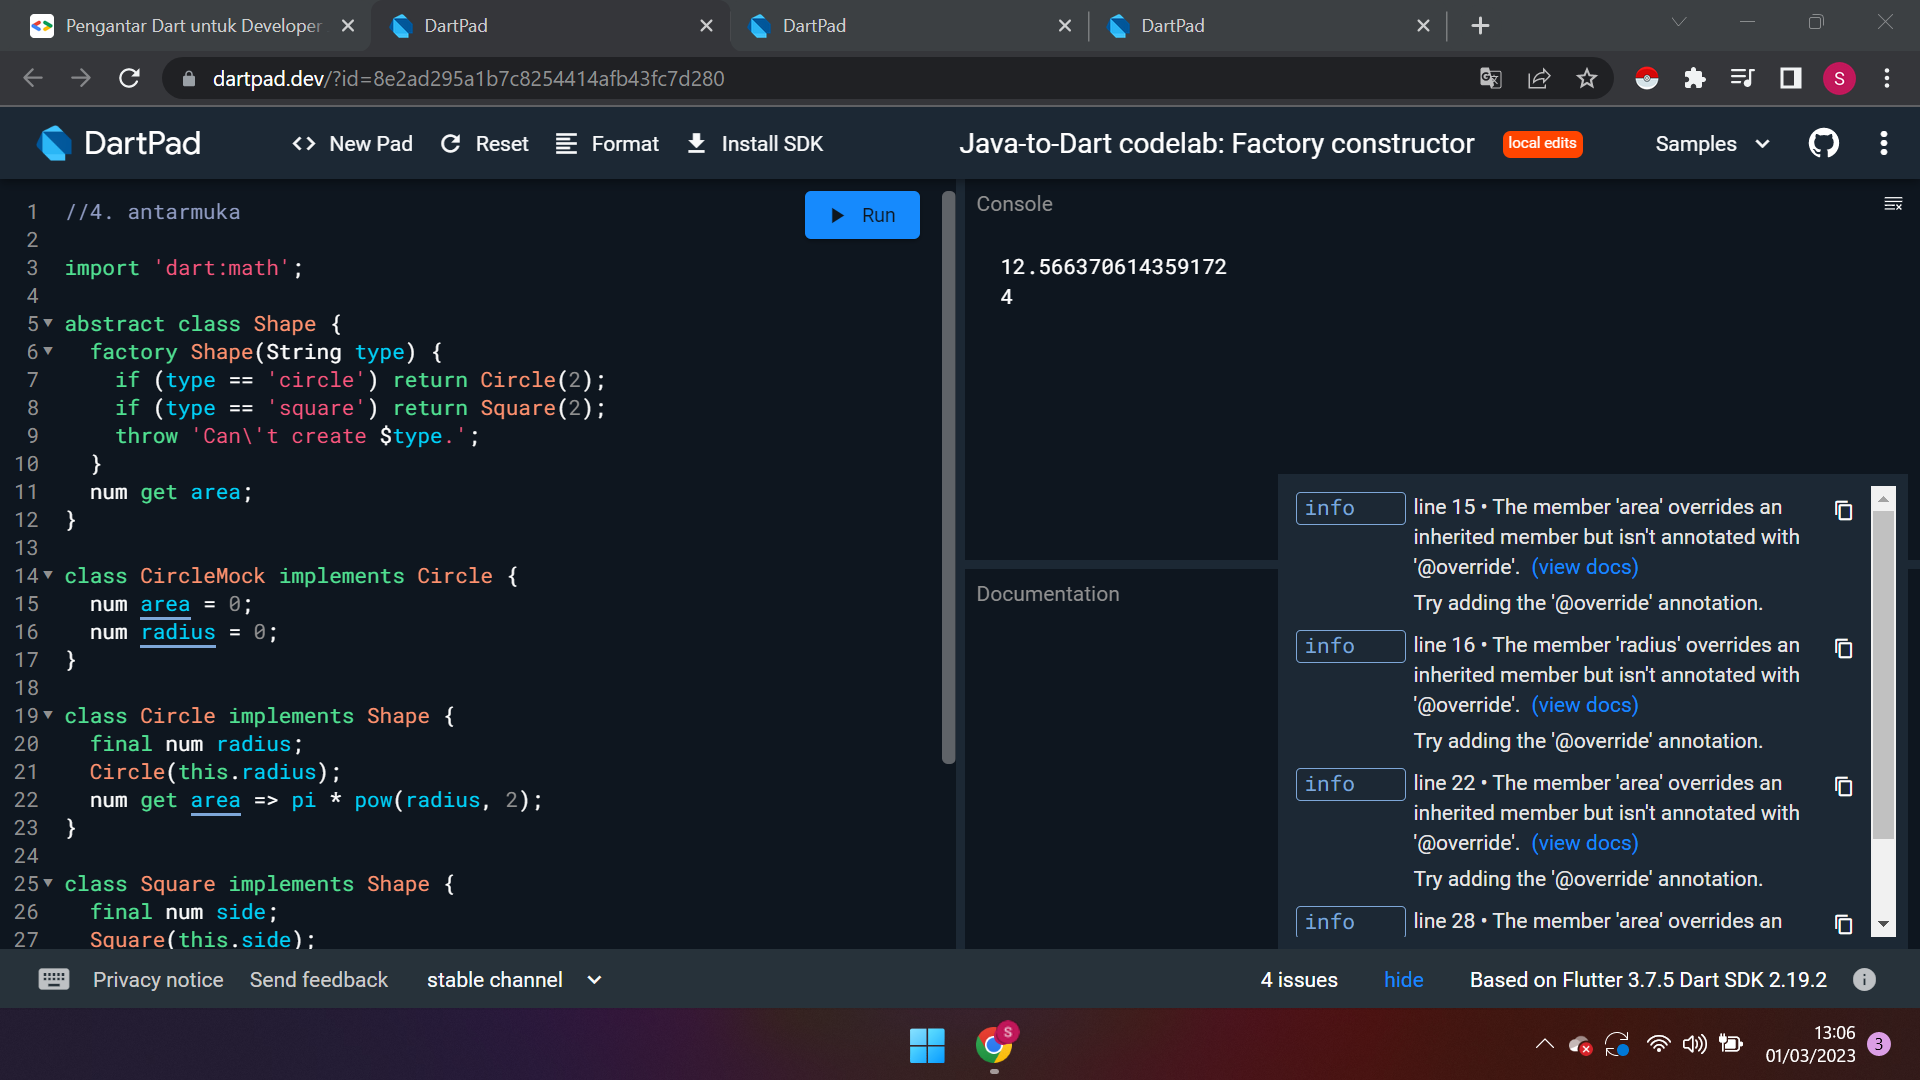 Pengantar Dart untuk Developer
DartPad
DartPad
DartPad
dartpad.dev/?id=8e2ad295a1b7c8254414afb43fc7d280
S
DartPad
<> New Pad
Reset
Format
Install SDK
Java-to-Dart codelab: Factory constructor
local edits
Samples
Run
1 //4. antarmuka
2
3 import 'dart:math';
4
5 abstract class Shape {
6 factory Shape(String type) {
7 if (type == 'circle') return Circle(2);
8 if (type == 'square') return Square(2);
9 throw 'Can\'t create $type.';
10 }
11 num get area;
12 }
13
14 class CircleMock implements Circle {
15 num area = 0;
16 num radius = 0;
17 }
18
19 class Circle implements Shape {
20 final num radius;
21 Circle(this.radius);
22 num get area => pi * pow(radius, 2);
23 }
24
25 class Square implements Shape {
26 final num side;
27 Square(this.side);
Console
12.566370614359172
4
Documentation
info line 15 • The member 'area' overrides an
inherited member but isn't annotated with
'@override'. (view docs)
Try adding the '@override' annotation.
info line 16 • The member 'radius' overrides an
inherited member but isn't annotated with
'@override'. (view docs)
Try adding the '@override' annotation.
info line 22 • The member 'area' overrides an
inherited member but isn't annotated with
'@override'. (view docs)
Try adding the '@override' annotation.
info line 28 • The member 'area' overrides an
Privacy notice
Send feedback
stable channel
4 issues
hide
Based on Flutter 3.7.5 Dart SDK 2.19.2
S
13:06
01/03/2023
3